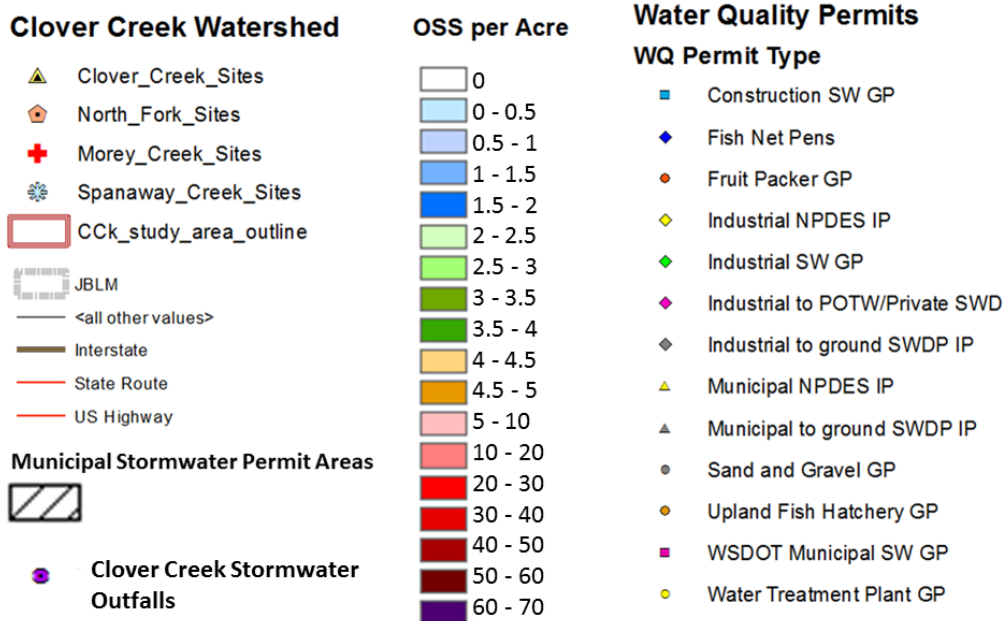 Clover Creek Watershed
Clover_Creek_Sites
North_Fork_Sites
Morey_Creek_Sites
Spanaway_Creek_Sites
CCk_study_area_outline
JBLM
<all other values>
Interstate
State Route
US Highway
Municipal Stormwater Permit Areas
Clover Creek Stormwater
Outfalls
OSS per Acre
0
0 - 0.5
0.5 - 1
1 - 1.5
1.5 - 2
2 - 2.5
2.5 - 3
3 - 3.5
3.5 - 4
4 - 4.5
4.5 - 5
5 - 10
10 - 20
20 - 30
30 - 40
40 - 50
50 - 60
60 - 70
Water Quality Permits
WQ Permit Type
Construction SW GP
Fish Net Pens
Fruit Packer GP
Industrial NPDES IP
Industrial SW GP
Industrial to POTW/Private SWD
Industrial to ground SWDP IP
Municipal NPDES IP
Municipal to ground SWDP IP
Sand and Gravel GP
Upland Fish Hatchery GP
WSDOT Municipal SW GP
Water Treatment Plant GP